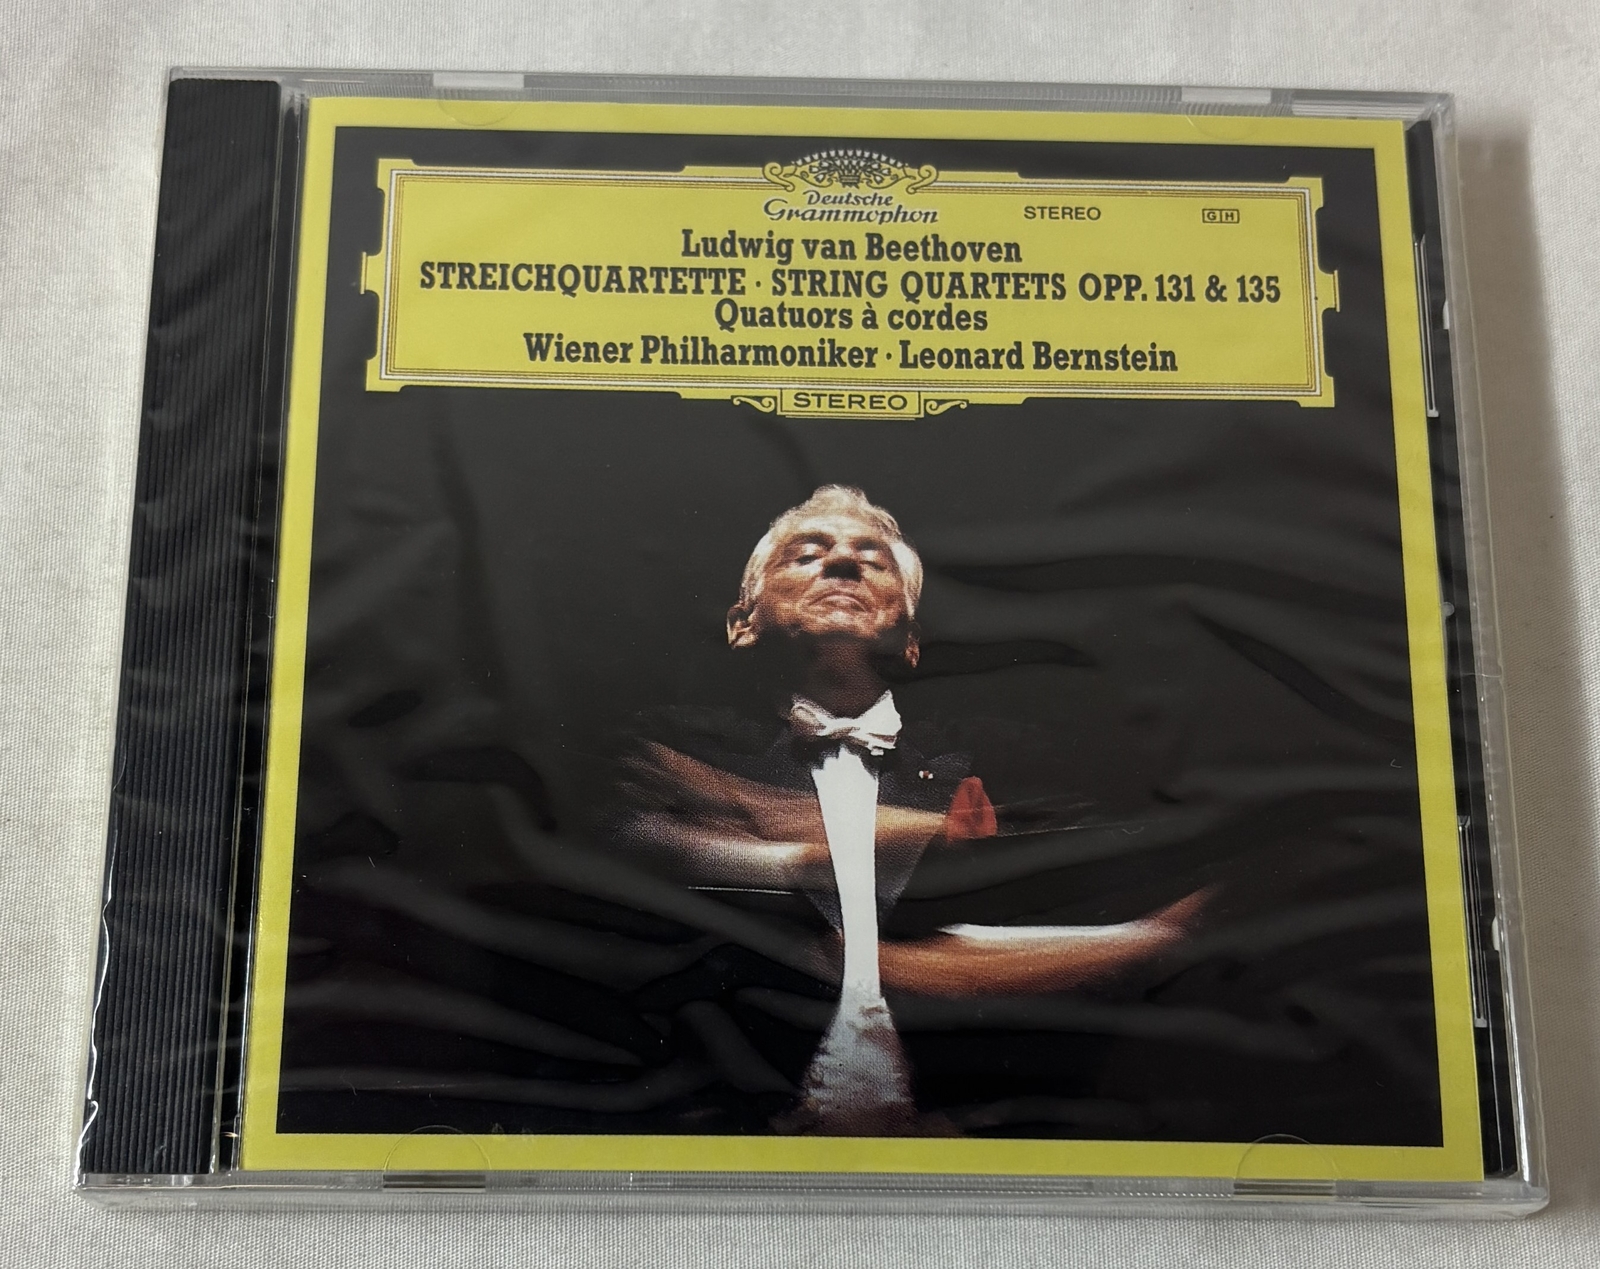 Deutsche
Grammophon
STEREO
GH
Ludwig van Beethoven
STREICHQUARTETTE · STRING QUARTETS OPP. 131 & 135
Quatuors à cordes
Wiener Philharmoniker · Leonard Bernstein
STEREO